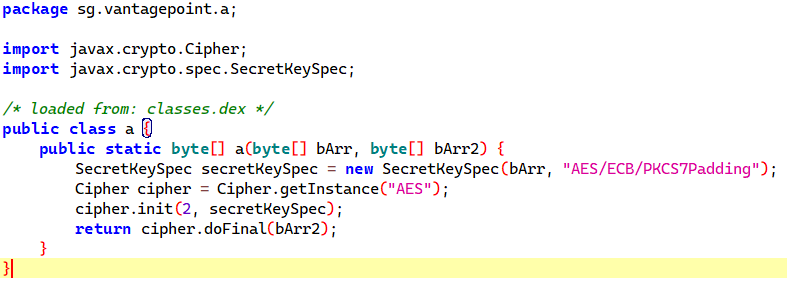 package sg.vantagepoint.a;
import javax.crypto.Cipher;
import javax.crypto.spec.SecretKeySpec;
/* loaded from: classes.dex */
public class a {
    public static byte[] a(byte[] bArr, byte[] bArr2) {
        SecretKeySpec secretKeySpec = new SecretKeySpec(bArr, "AES/ECB/PKCS7Padding");
        Cipher cipher = Cipher.getInstance("AES");
        cipher.init(2, secretKeySpec);
        return cipher.doFinal(bArr2);
    }
}